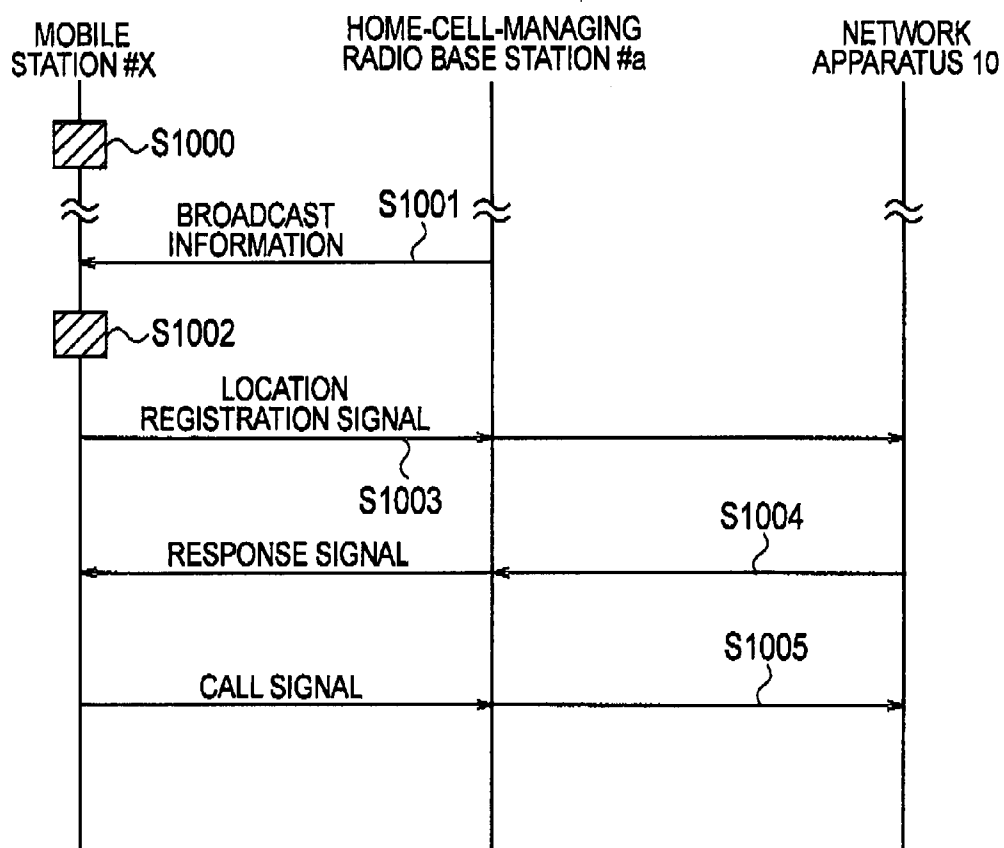 MOBILE
STATION #X
HOME-CELL-MANAGING
RADIO BASE STATION #a
NETWORK
APPARATUS 10
S1000
S1001
BROADCAST
INFORMATION
S1002
LOCATION
REGISTRATION SIGNAL
S1003
S1004
RESPONSE SIGNAL
S1005
CALL SIGNAL